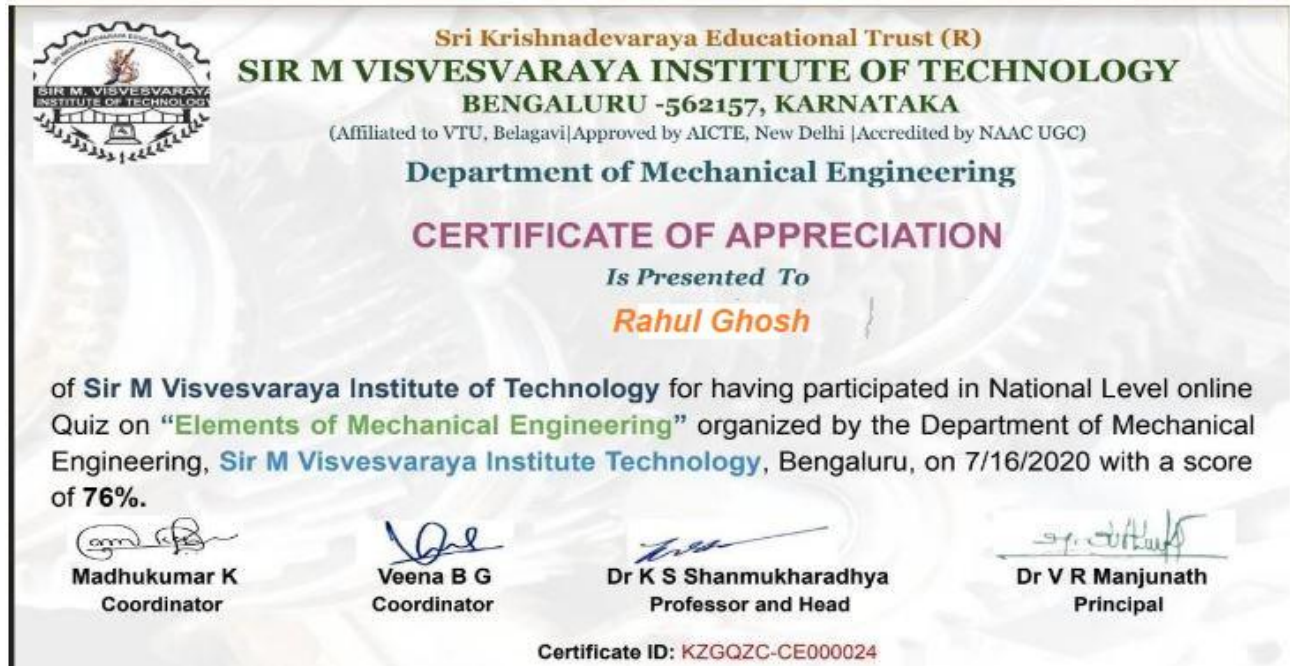 SRI KRISHNADEVARAYA EDUCATIONAL TRUST
SIR M. VISVESVARAYA
INSTITUTE OF TECHNOLOGY
Sri Krishnadevaraya Educational Trust (R)
SIR M VISVESVARAYA INSTITUTE OF TECHNOLOGY
BENGALURU -562157, KARNATAKA
(Affiliated to VTU, Belagavi|Approved by AICTE, New Delhi |Accredited by NAAC UGC)
Department of Mechanical Engineering
CERTIFICATE OF APPRECIATION
Is Presented To
Rahul Ghosh
of Sir M Visvesvaraya Institute of Technology for having participated in National Level online
Quiz on “Elements of Mechanical Engineering” organized by the Department of Mechanical
Engineering, Sir M Visvesvaraya Institute Technology, Bengaluru, on 7/16/2020 with a score
of 76%.
Madhukumar K Veena B G Dr K S Shanmukharadhya Dr V R Manjunath
Coordinator Coordinator Professor and Head Principal
Certificate ID: KZGQZC-CE000024